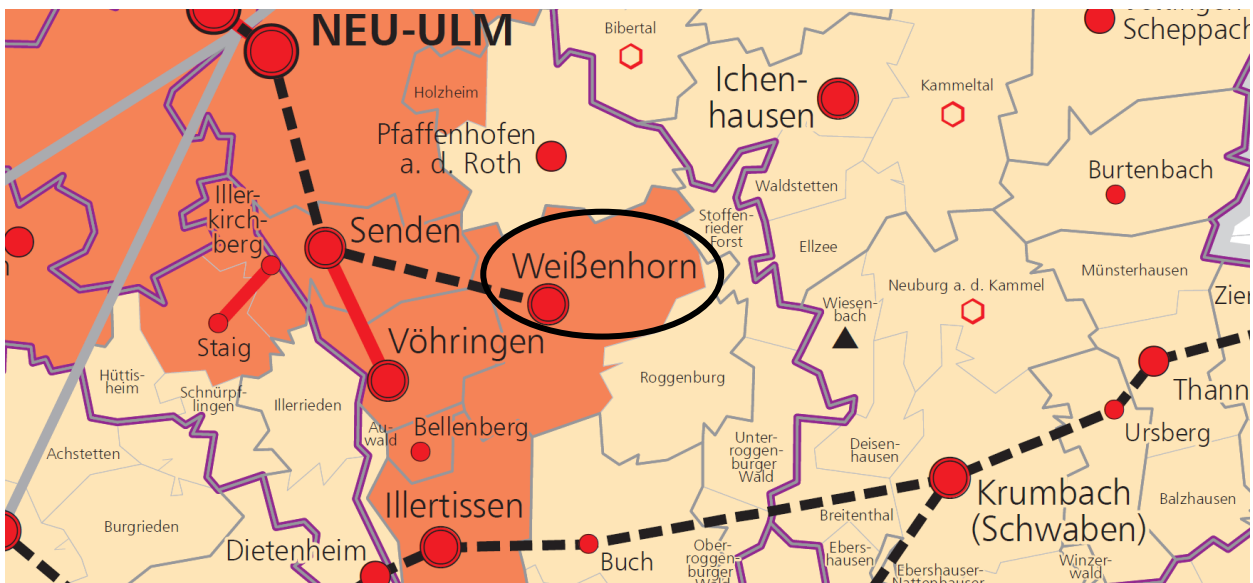 NEU-ULM
Bibertal
Scheppach
Holzheim
Ichen-
hausen
Kammeltal
Pfaffenhofen
a. d. Roth
Burtenbach
Waldstetten
Iller-
kirch-
berg
Senden
Stoffen-
rieder
Forst
Ellzee
Weißenhorn
Münsterhausen
Neuburg a. d. Kammel
Wiesen-
bach
Staig
Vöhringen
Hüttis-
heim
Schnürpf-
lingen
Illerrieden
Roggenburg
Thann
Au-
wald
Bellenberg
Ursberg
Achstetten
Unter-
roggen-
burger
Wald
Deisen-
hausen
Illertissen
Krumbach
(Schwaben)
Balzhausen
Burgrieden
Breitenthal
Dietenheim
Buch
Ober-
roggen-
burger
Wald
Ebers-
hausen
Ebershauser-
Nattenhauser
Winzer-
wald